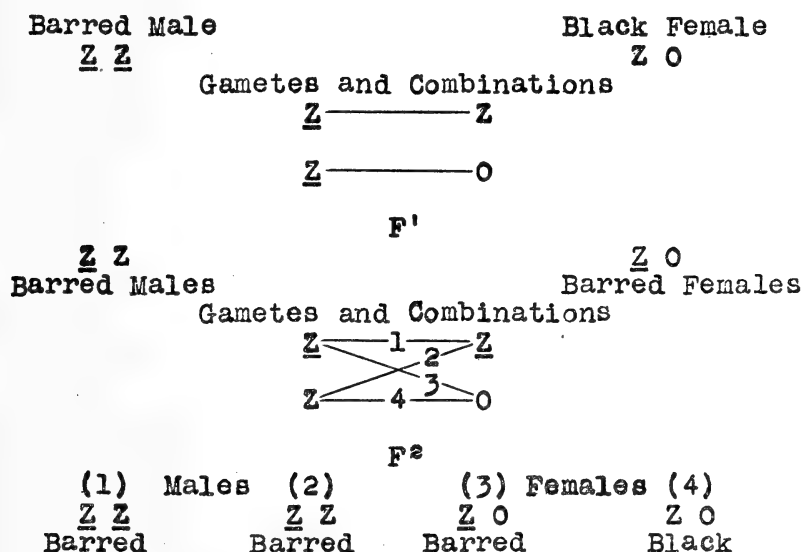 Barred Male Black Female
Z Z Z O
Gametes and Combinations
Z Z
Z O
F'
Z Z Z O
Barred Males Barred Females
Gametes and Combinations
Z 1 Z
2
3
Z 4 O
F²
(1) Males (2) (3) Females (4)
Z Z Z Z Z O Z O
Barred Barred Barred Black